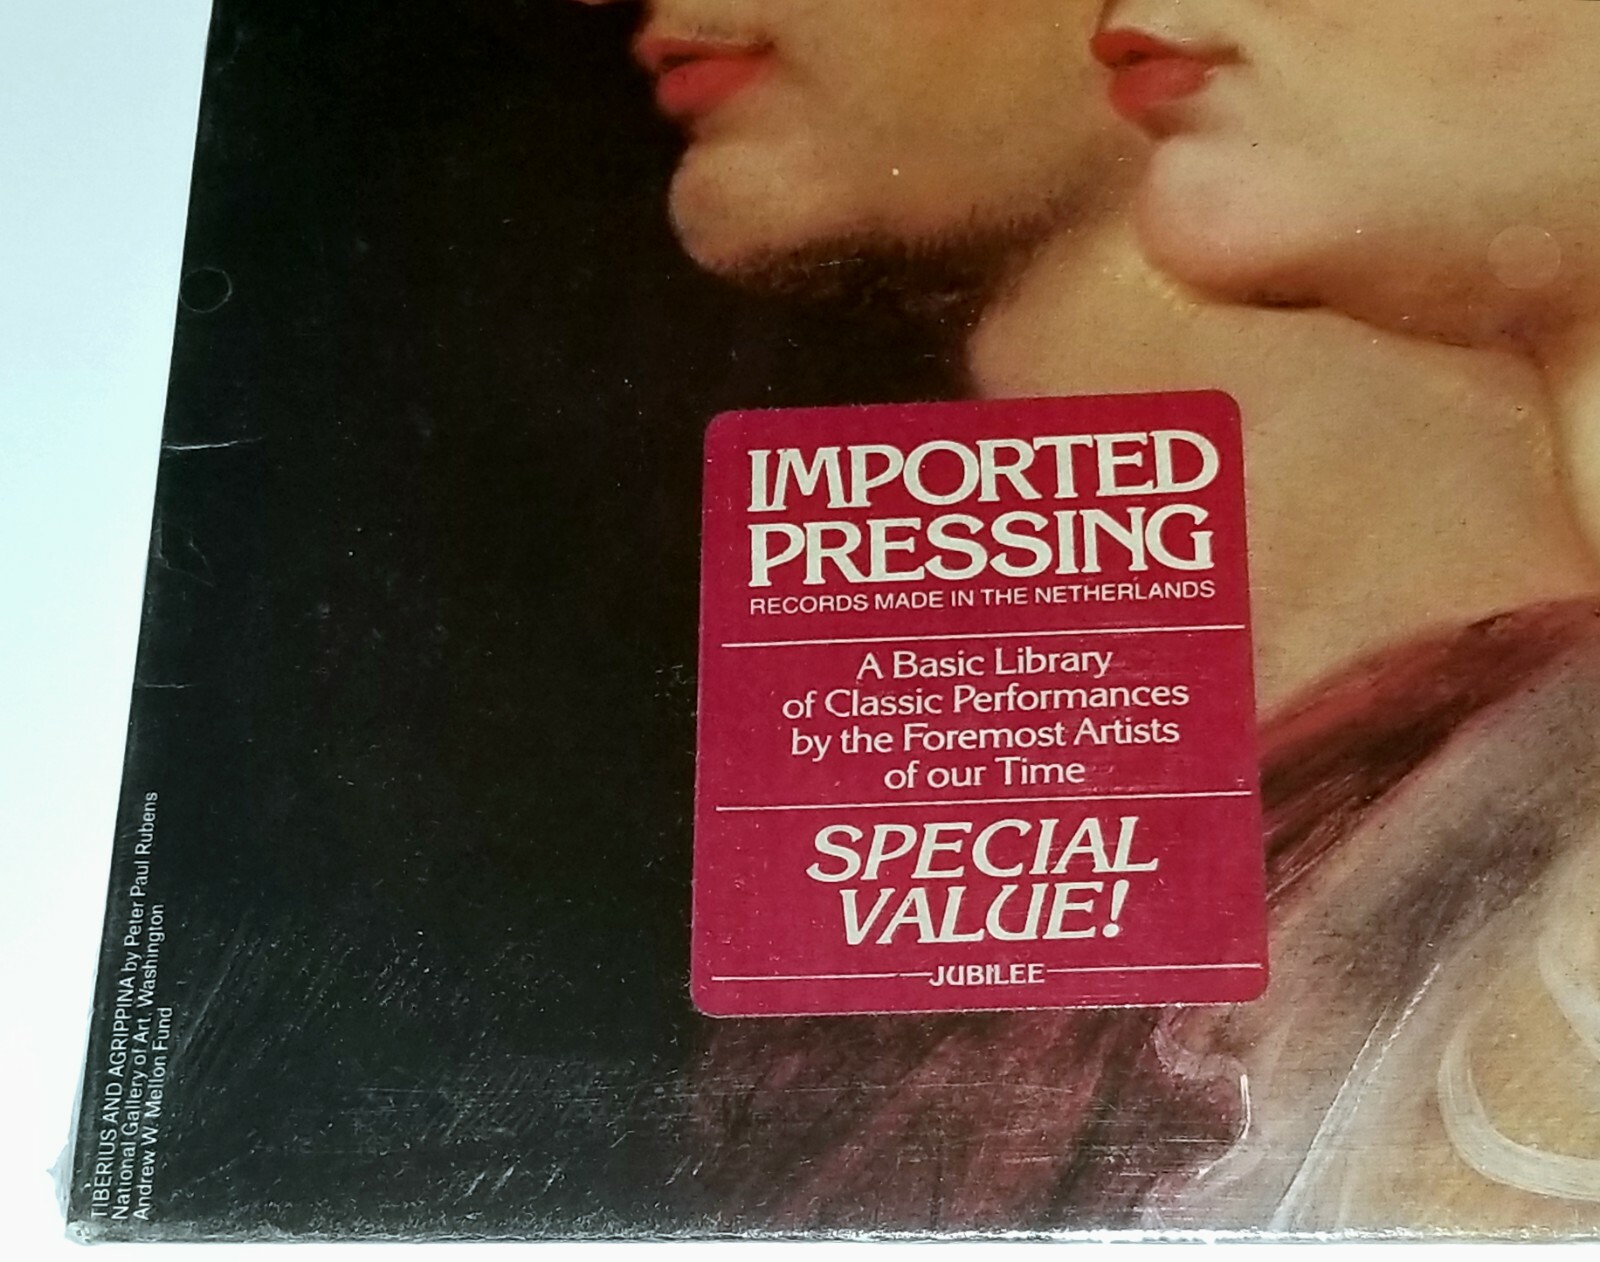 IMPORTED
PRESSING
RECORDS MADE IN THE NETHERLANDS
A Basic Library
of Classic Performances
by the Foremost Artists
of our Time
SPECIAL
VALUE!
JUBILEE
TIBERIUS AND AGRIPPINA by Peter Paul Rubens
National Gallery of Art, Washington
Andrew W. Mellon Fund